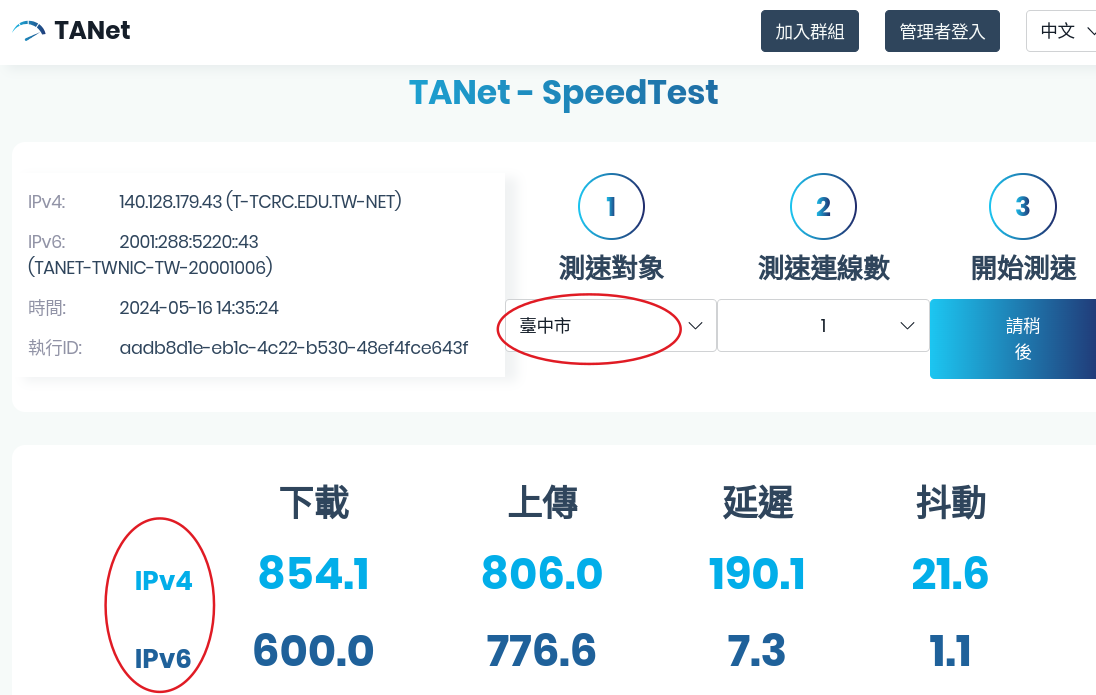 TANet
加入群組
管理者登入
中文
TANet - SpeedTest
IPv4: 140.128.179.43 (T-TCRC.EDU.TW-NET)
IPv6: 2001:288:5220::43
(TANET-TWNIC-TW-20001006)
時間: 2024-05-16 14:35:24
執行ID: aadb8d1e-eb1c-4c22-b530-48ef4fce643f
1
測速對象
臺中市
2
測速連線數
1
3
開始測速
請稍
後
下載 上傳 延遲 抖動
IPv4 854.1 806.0 190.1 21.6
IPv6 600.0 776.6 7.3 1.1